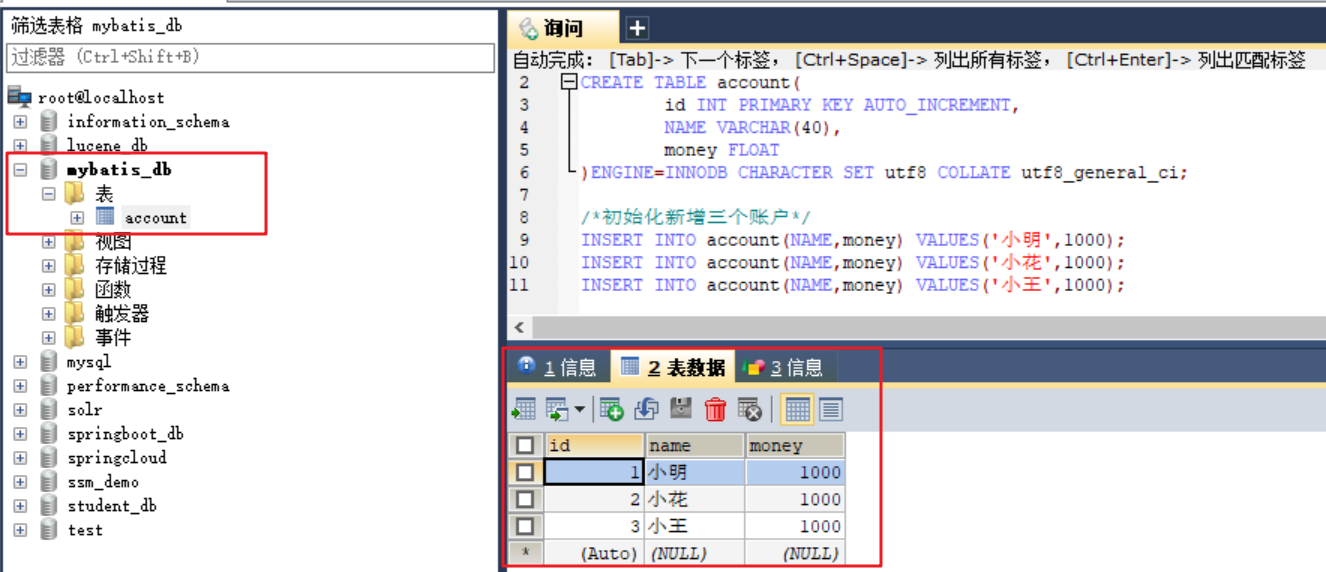 筛选表格 mybatis_db
过滤器 (Ctrl+Shift+B)
root@localhost
information_schema
lucene_db
mybatis_db
表
account
视图
存储过程
函数
触发器
事件
mysql
performance_schema
solr
springboot_db
springcloud
ssm_demo
student_db
test
询问
自动完成: [Tab]-> 下一个标签, [Ctrl+Space]-> 列出所有标签, [Ctrl+Enter]-> 列出匹配标签
2 CREATE TABLE account(
3 id INT PRIMARY KEY AUTO_INCREMENT,
4 NAME VARCHAR(40),
5 money FLOAT
6 )ENGINE=INNODB CHARACTER SET utf8 COLLATE utf8_general_ci;
7
8 /*初始化新增三个账户*/
9 INSERT INTO account(NAME,money) VALUES('小明',1000);
10 INSERT INTO account(NAME,money) VALUES('小花',1000);
11 INSERT INTO account(NAME,money) VALUES('小王',1000);
1 信息 2 表数据 3 信息
id name money
1 小明 1000
2 小花 1000
3 小王 1000
* (Auto) (NULL) (NULL)